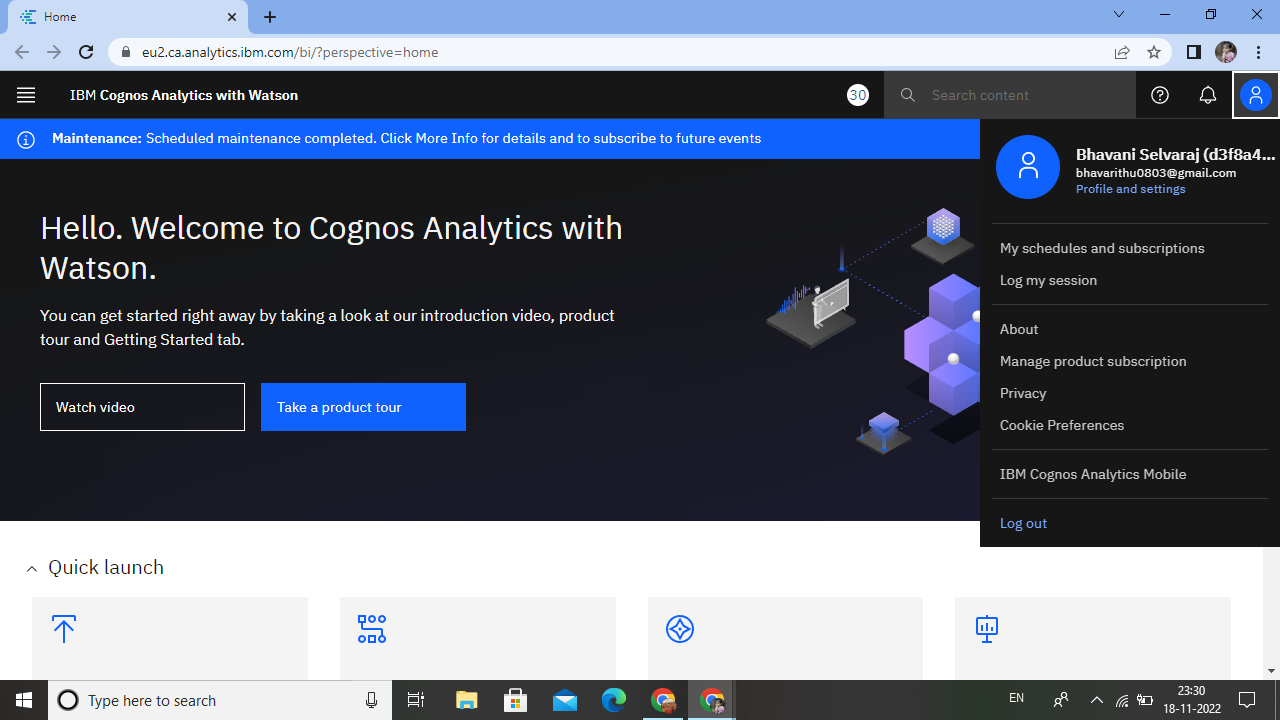 Home
eu2.ca.analytics.ibm.com/bi/?perspective=home
IBM Cognos Analytics with Watson
30
Search content
Maintenance: Scheduled maintenance completed. Click More Info for details and to subscribe to future events
Hello. Welcome to Cognos Analytics with
Watson.
You can get started right away by taking a look at our introduction video, product
tour and Getting Started tab.
Watch video
Take a product tour
Bhavani Selvaraj (d3f8a4...
bhavarithu0803@gmail.com
Profile and settings
My schedules and subscriptions
Log my session
About
Manage product subscription
Privacy
Cookie Preferences
IBM Cognos Analytics Mobile
Log out
Quick launch
Type here to search
EN
23:30
18-11-2022